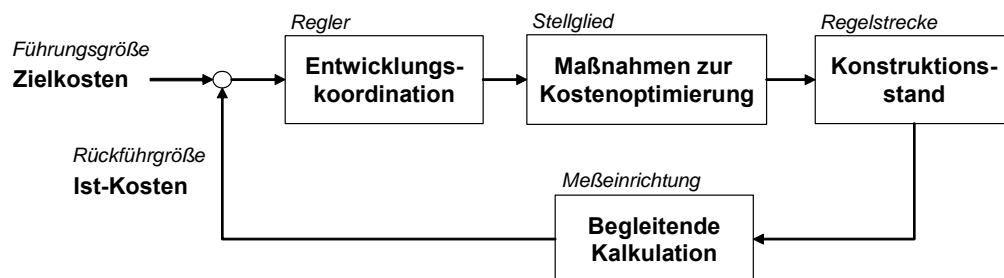 Regler
Stellglied
Regelstrecke
Führungsgröße
Zielkosten
Entwicklungs-
koordination
Maßnahmen zur
Kostenoptimierung
Konstruktions-
stand
Rückführgröße
Ist-Kosten
Meßeinrichtung
Begleitende
Kalkulation